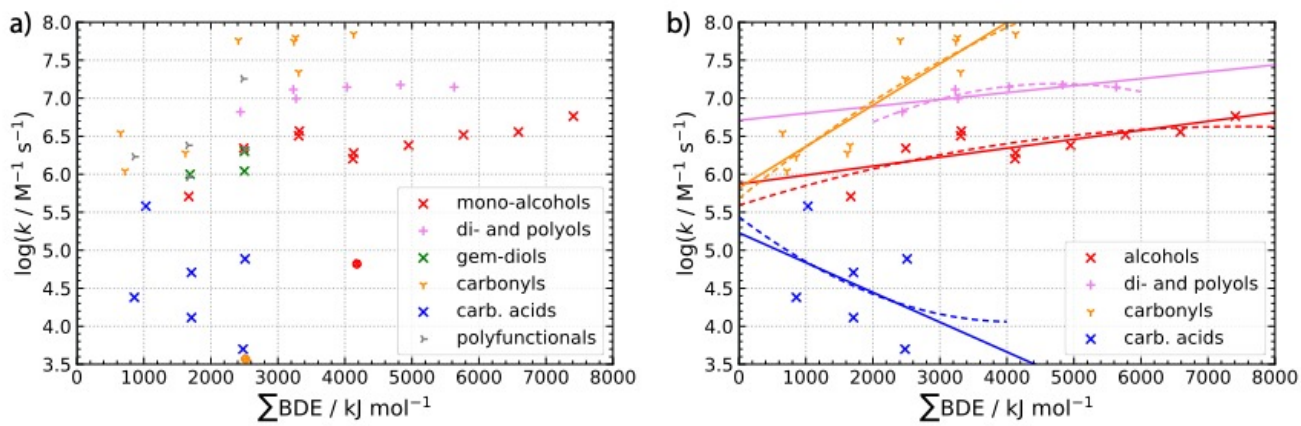 a)
log(k / M⁻¹ s⁻¹)
8.0
7.5
7.0
6.5
6.0
5.5
5.0
4.5
4.0
3.5
mono-alcohols
di- and polyols
gem-diols
carbonyls
carb. acids
polyfunctionals
0 1000 2000 3000 4000 5000 6000 7000 8000
∑BDE / kJ mol⁻¹
b)
log(k / M⁻¹ s⁻¹)
8.0
7.5
7.0
6.5
6.0
5.5
5.0
4.5
4.0
3.5
alcohols
di- and polyols
carbonyls
carb. acids
0 1000 2000 3000 4000 5000 6000 7000 8000
∑BDE / kJ mol⁻¹